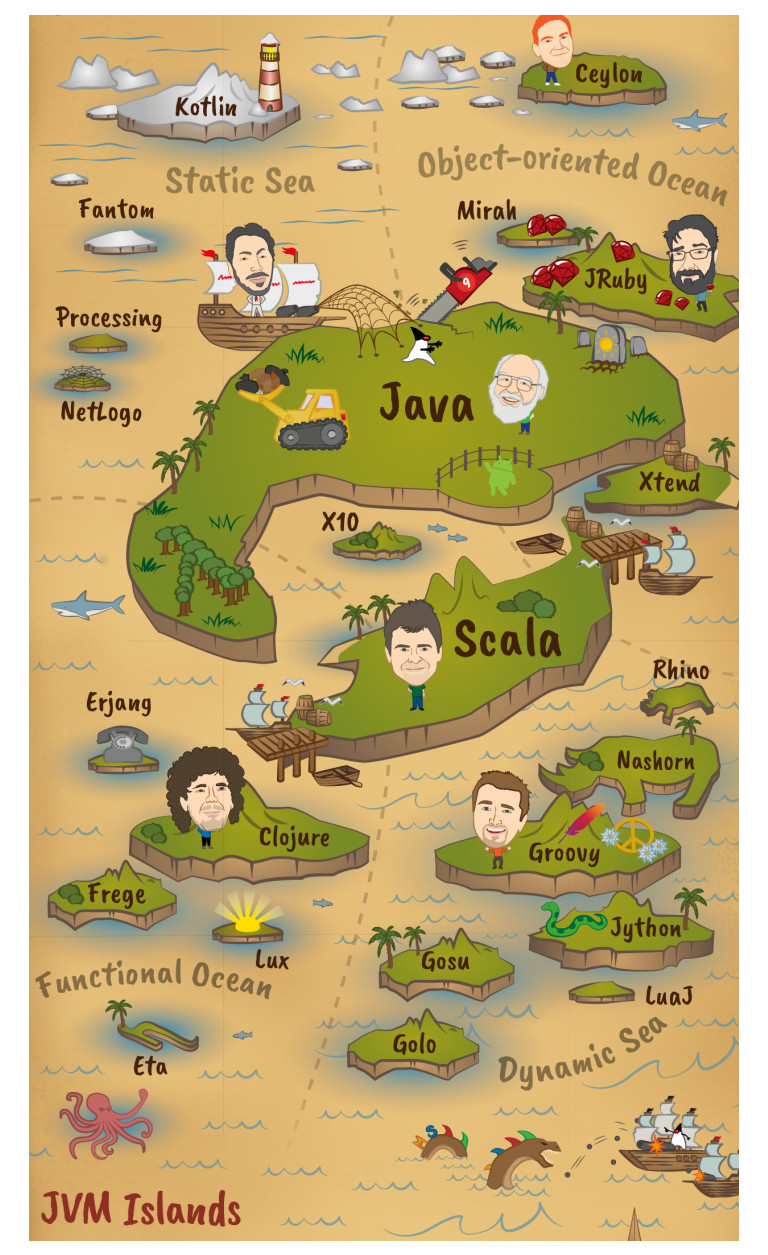 Ceylon
Kotlin
Object-oriented Ocean
Static Sea
Fantom
Mirah
JRuby
9
Processing
Java
NetLogo
Xtend
X10
Scala
Rhino
Erjang
Nashorn
Clojure
Groovy
Frege
Jython
Lux
Gosu
Functional Ocean
LuaJ
Golo
Dynamic Sea
Eta
JVM Islands